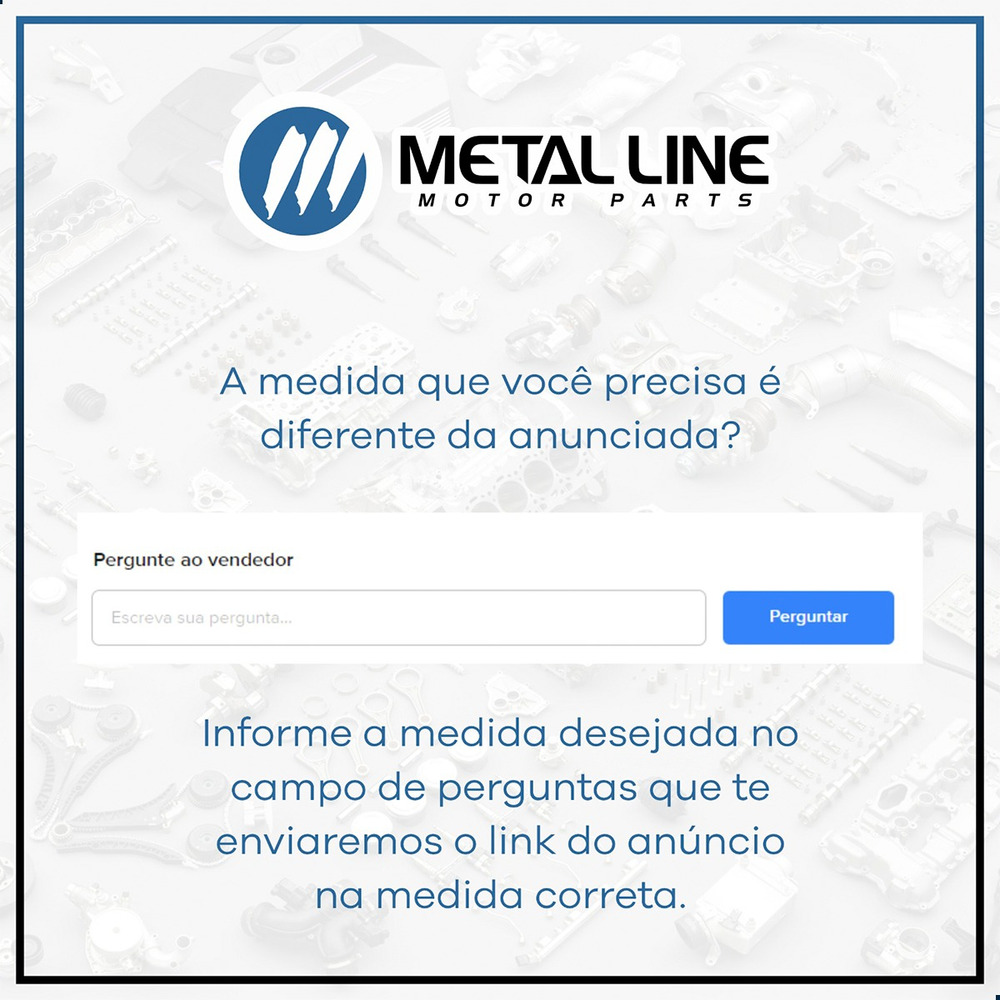 METAL LINE
MOTOR PARTS
A medida que você precisa é
diferente da anunciada?
Pergunte ao vendedor
Escreva sua pergunta...
Perguntar
Informe a medida desejada no
campo de perguntas que te
enviaremos o link do anúncio
na medida correta.